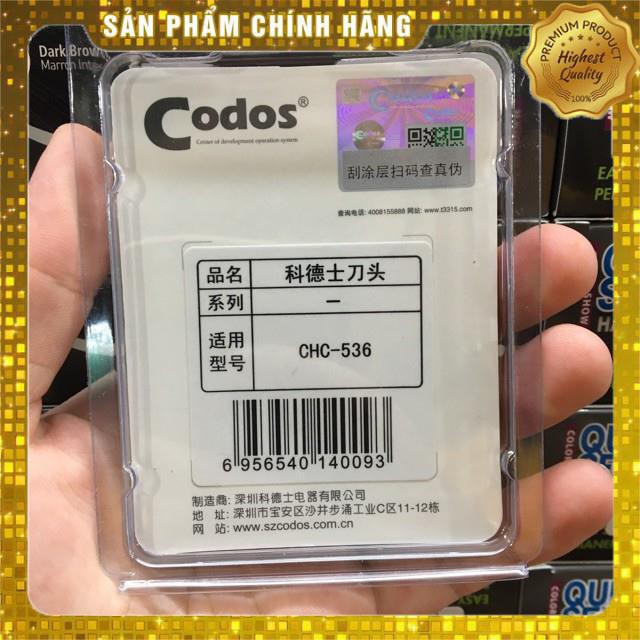 SẢN PHẨM CHÍNH HÃNG
PREMIUM PRODUCT
Highest
Quality
100%
Dark Brown
Codos®
Center of development operation system
Codos
刮涂层扫码查真伪
查询电话: 4008155888 网站: www.t3315.com
品名 科德士刀头
系列 一
适用型号 CHC-536
6 956540 140093
制造商: 深圳科德士电器有限公司
地 址: 深圳市宝安区沙井步涌工业C区11-12栋
网 站: www.szcodos.com.cn